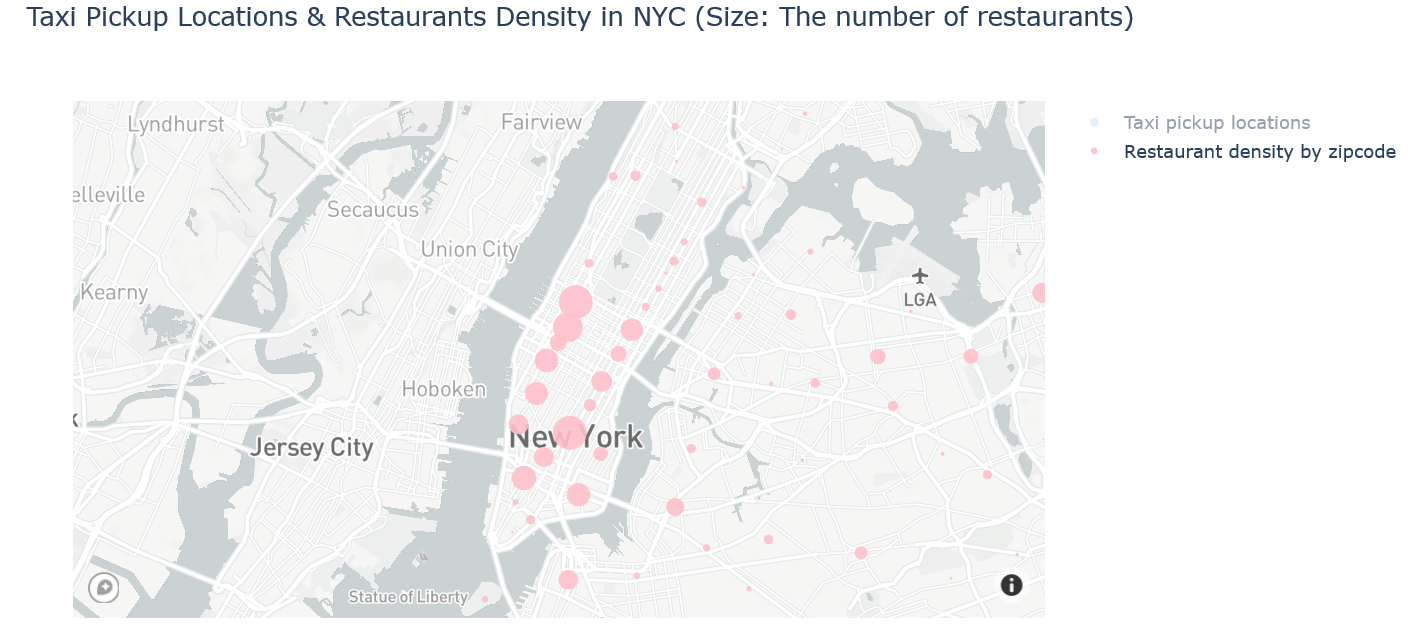 Taxi Pickup Locations & Restaurants Density in NYC (Size: The number of restaurants)
Taxi pickup locations
Restaurant density by zipcode
Lyndhurst
Fairview
elleville
Secaucus
Union City
Kearny
LGA
Hoboken
K
New York
Jersey City
Statue of Liberty